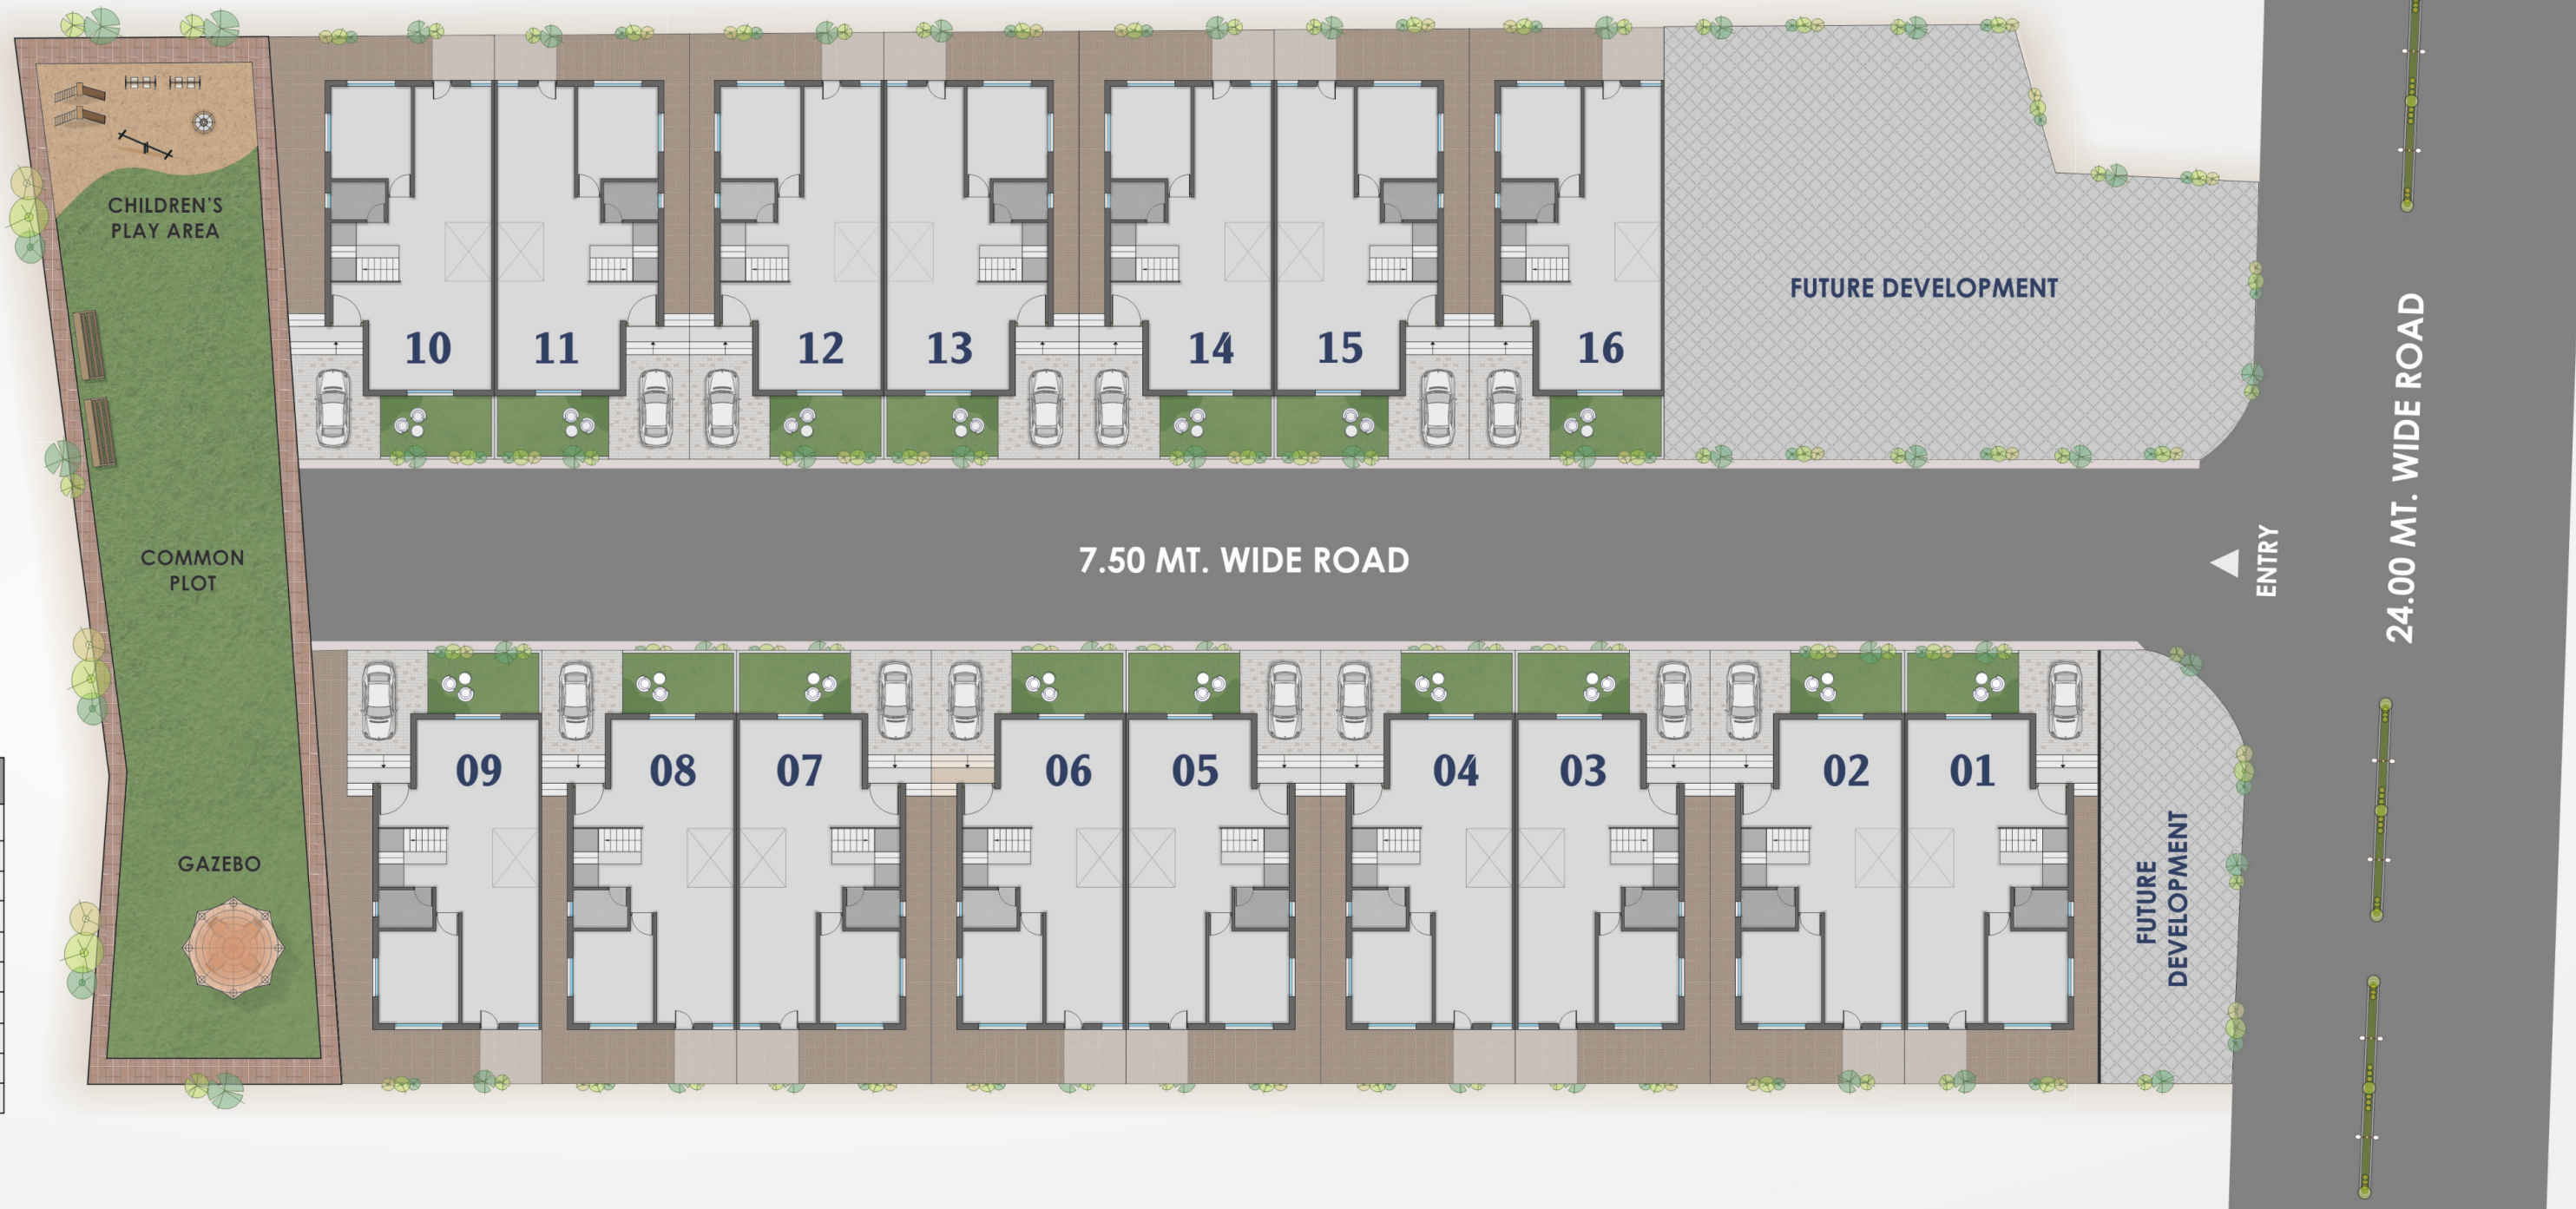 CHILDREN'S
PLAY AREA
10
11
12
13
14
15
16
FUTURE DEVELOPMENT
24.00 MT. WIDE ROAD
COMMON
PLOT
7.50 MT. WIDE ROAD
ENTRY
GAZEBO
09
08
07
06
05
04
03
02
01
FUTURE
DEVELOPMENT